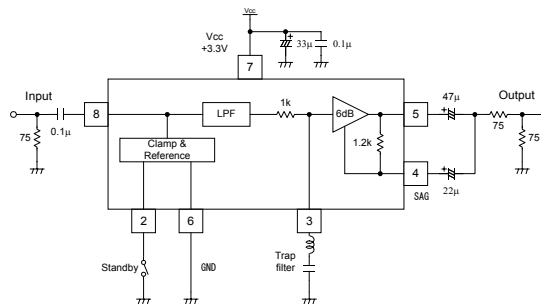 Vcc
Vcc
+3.3V
33μ
0.1μ
7
Input
8
75
0.1μ
LPF
1k
6dB
1.2k
Clamp &
Reference
5
47μ
Output
75
75
4
SAG
22μ
2
6
3
Standby
GND
Trap
filter